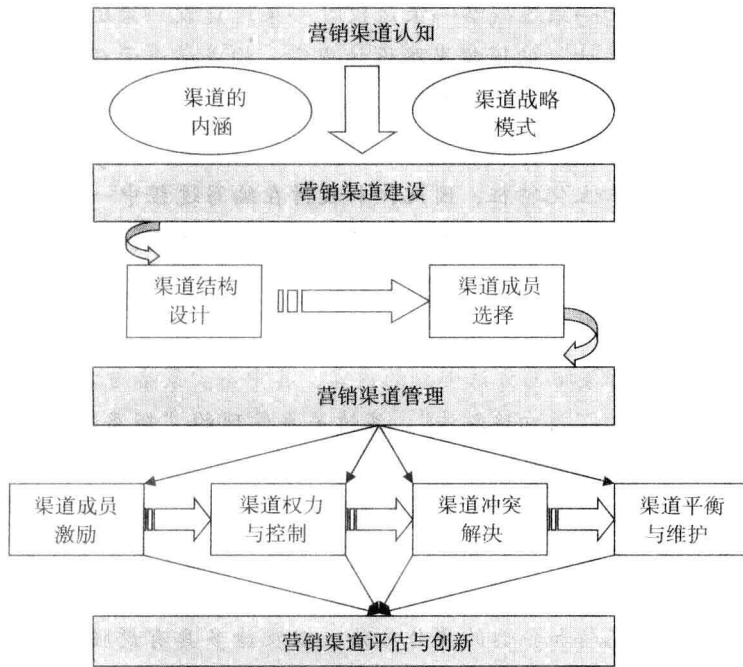 营销渠道认知
渠道的
内涵
渠道战略
模式
营销渠道建设
渠道结构
设计
渠道成员
选择
营销渠道管理
渠道成员
激励
渠道权力
与控制
渠道冲突
解决
渠道平衡
与维护
营销渠道评估与创新